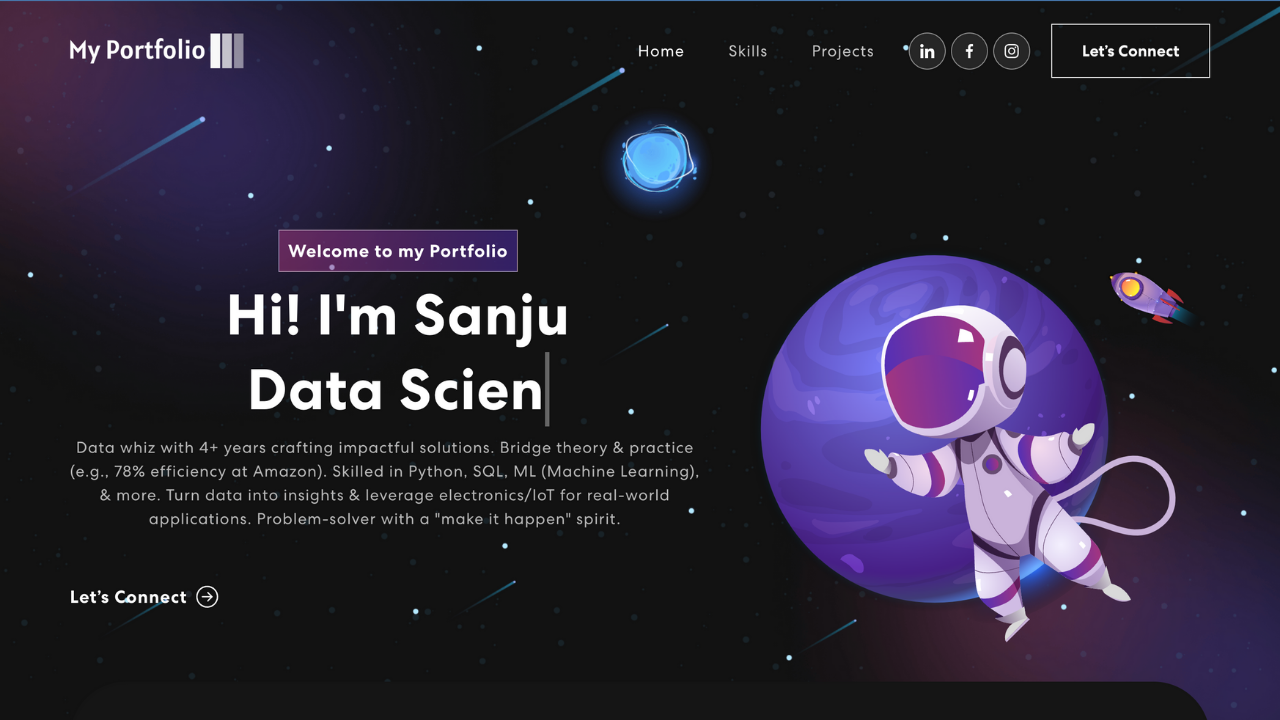 My Portfolio
Home Skills Projects Let's Connect
Welcome to my Portfolio
Hi! I'm Sanju
Data Scien
Data whiz with 4+ years crafting impactful solutions. Bridge theory & practice
(e.g., 78% efficiency at Amazon). Skilled in Python, SQL, ML (Machine Learning),
& more. Turn data into insights & leverage electronics/IoT for real-world
applications. Problem-solver with a "make it happen" spirit.
Let's Connect